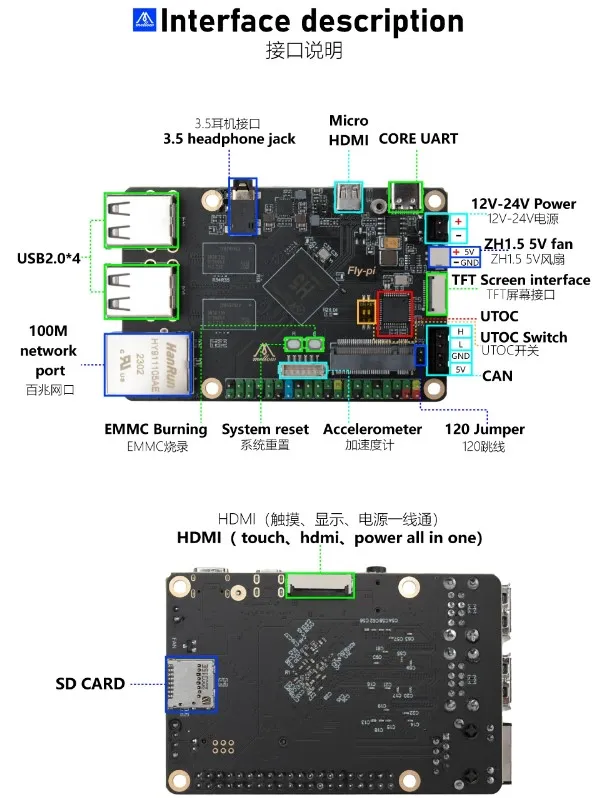 Interface description
接口说明
3.5耳机接口
3.5 headphone jack
Micro
HDMI
CORE UART
12V-24V Power
12V-24V电源
+
−
ZH1.5 5V fan
ZH1.5 5V风扇
+ 5V
− GND
USB2.0*4
TFT Screen interface
TFT屏幕接口
Fly-pi
UTOC
UTOC Switch
UTOC开关
H
L
GND
5V
CAN
100M
network
port
百兆网口
HanRun
HY911105AE
2302
EMMC Burning
EMMC烧录
System reset
系统重置
Accelerometer
加速度计
120 Jumper
120跳线
HDMI（触摸、显示、电源一线通）
HDMI（ touch、hdmi、power all in one)
SD CARD
FAN